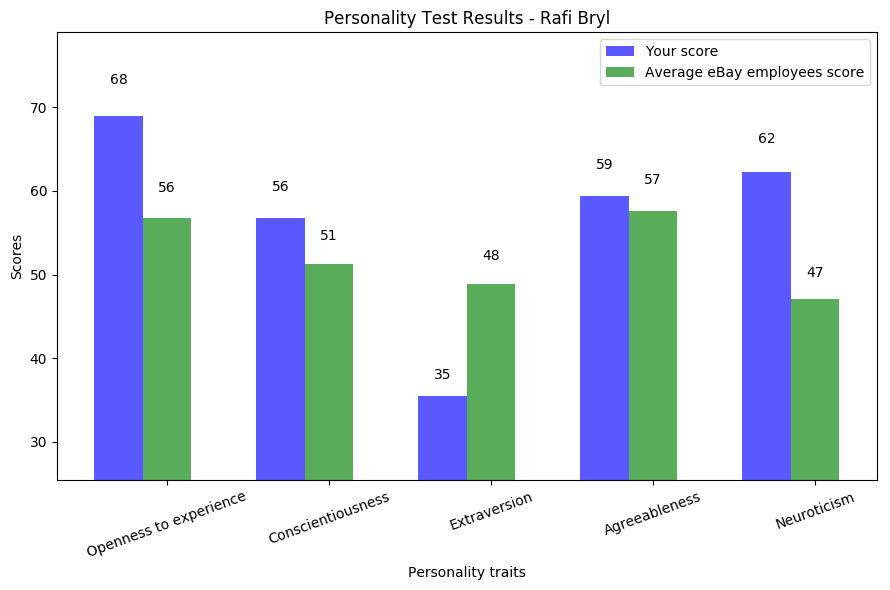 Personality Test Results - Rafi Bryl
Your score
Average eBay employees score
Scores
70
60
50
40
30
68
56
56
51
35
48
59
57
62
47
Openness to experience
Conscientiousness
Extraversion
Agreeableness
Neuroticism
Personality traits